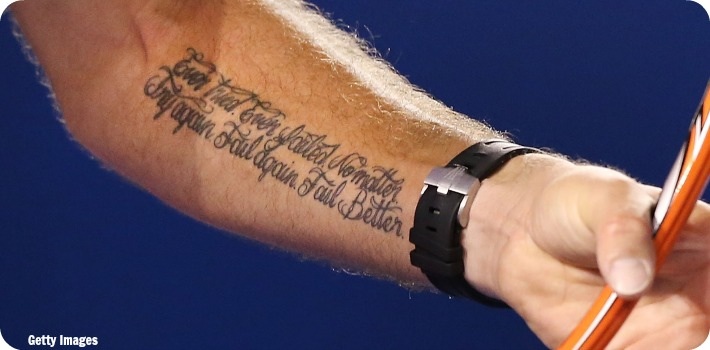 Ever tried. Ever failed. No matter.
Try again. Fail again. Fail Better.
Getty Images